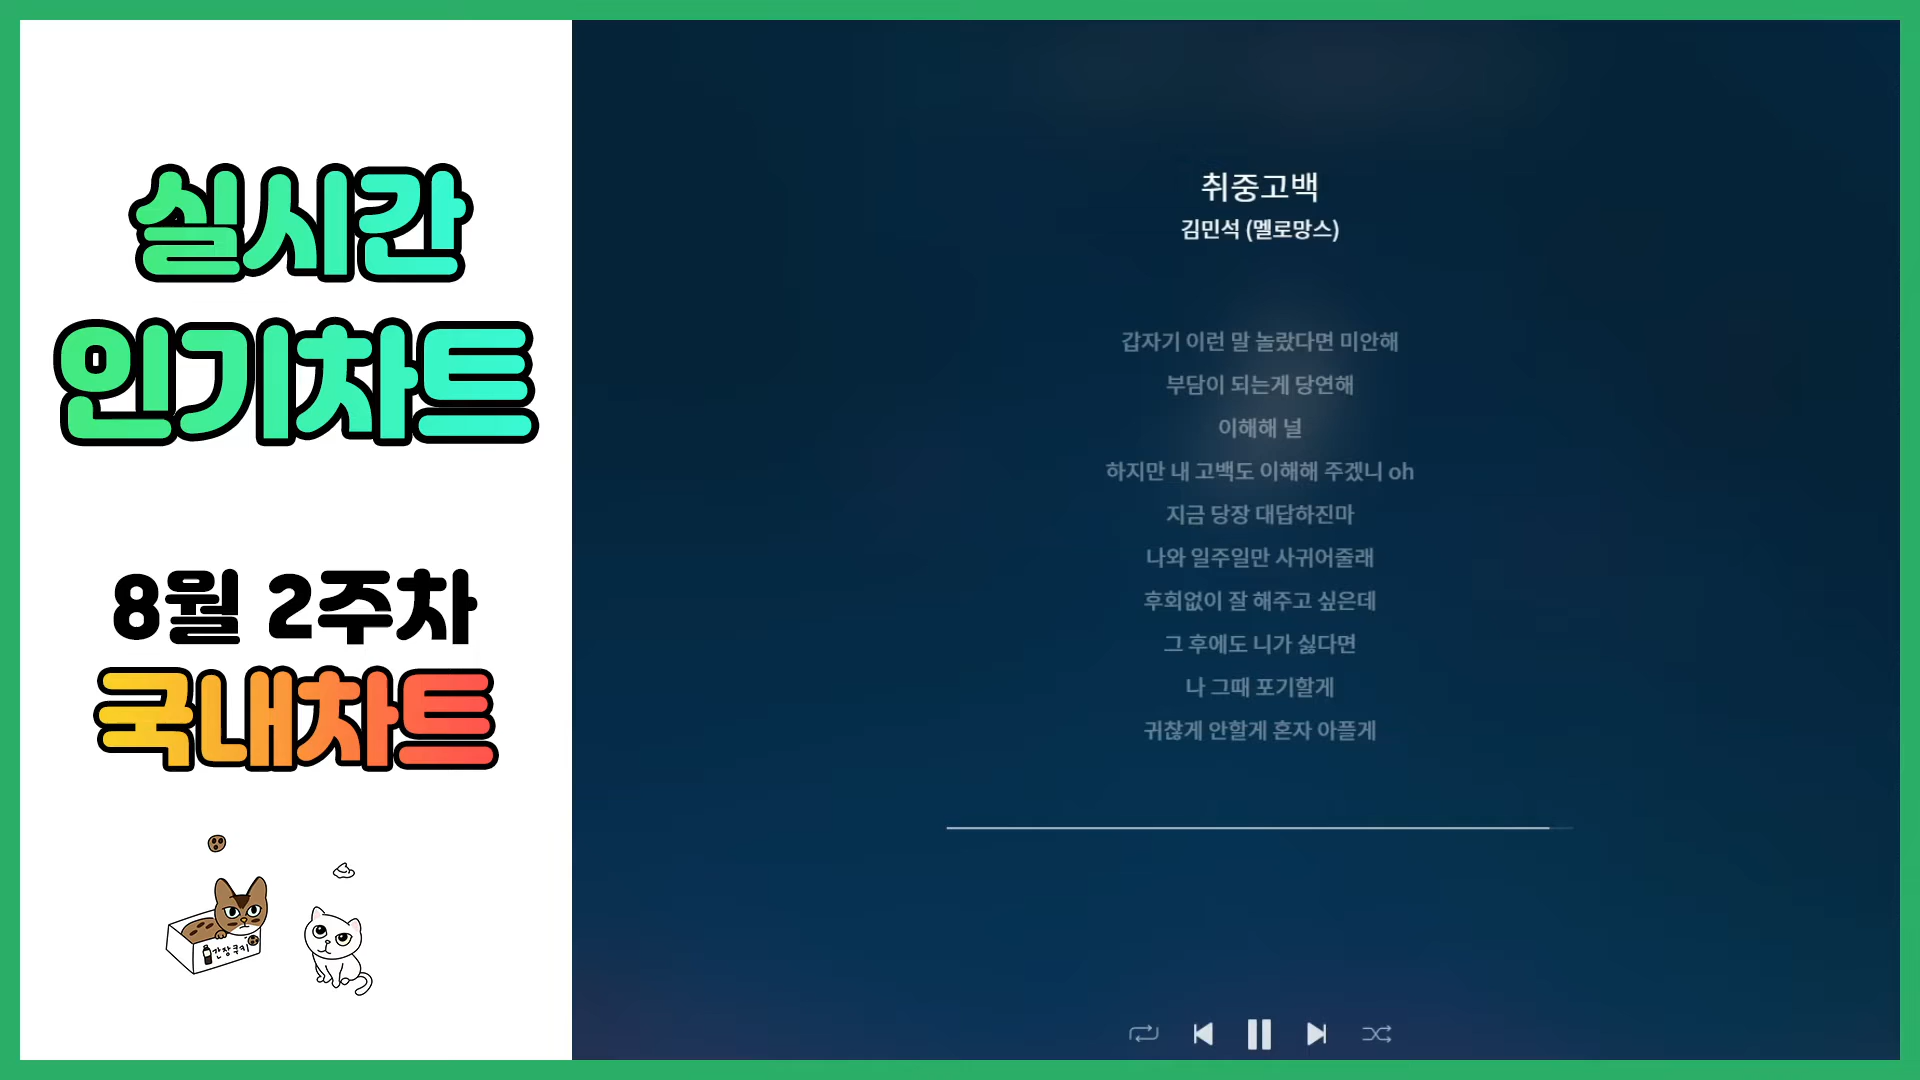 실시간
인기차트
8월 2주차
국내차트
간장쿡키
취중고백
김민석 (멜로망스)
갑자기 이런 말 놀랐다면 미안해
부담이 되는게 당연해
이해해 널
하지만 내 고백도 이해해 주겠니 oh
지금 당장 대답하진마
나와 일주일만 사귀어줄래
후회없이 잘 해주고 싶은데
그 후에도 니가 싫다면
나 그때 포기할게
귀찮게 안할게 혼자 아플게